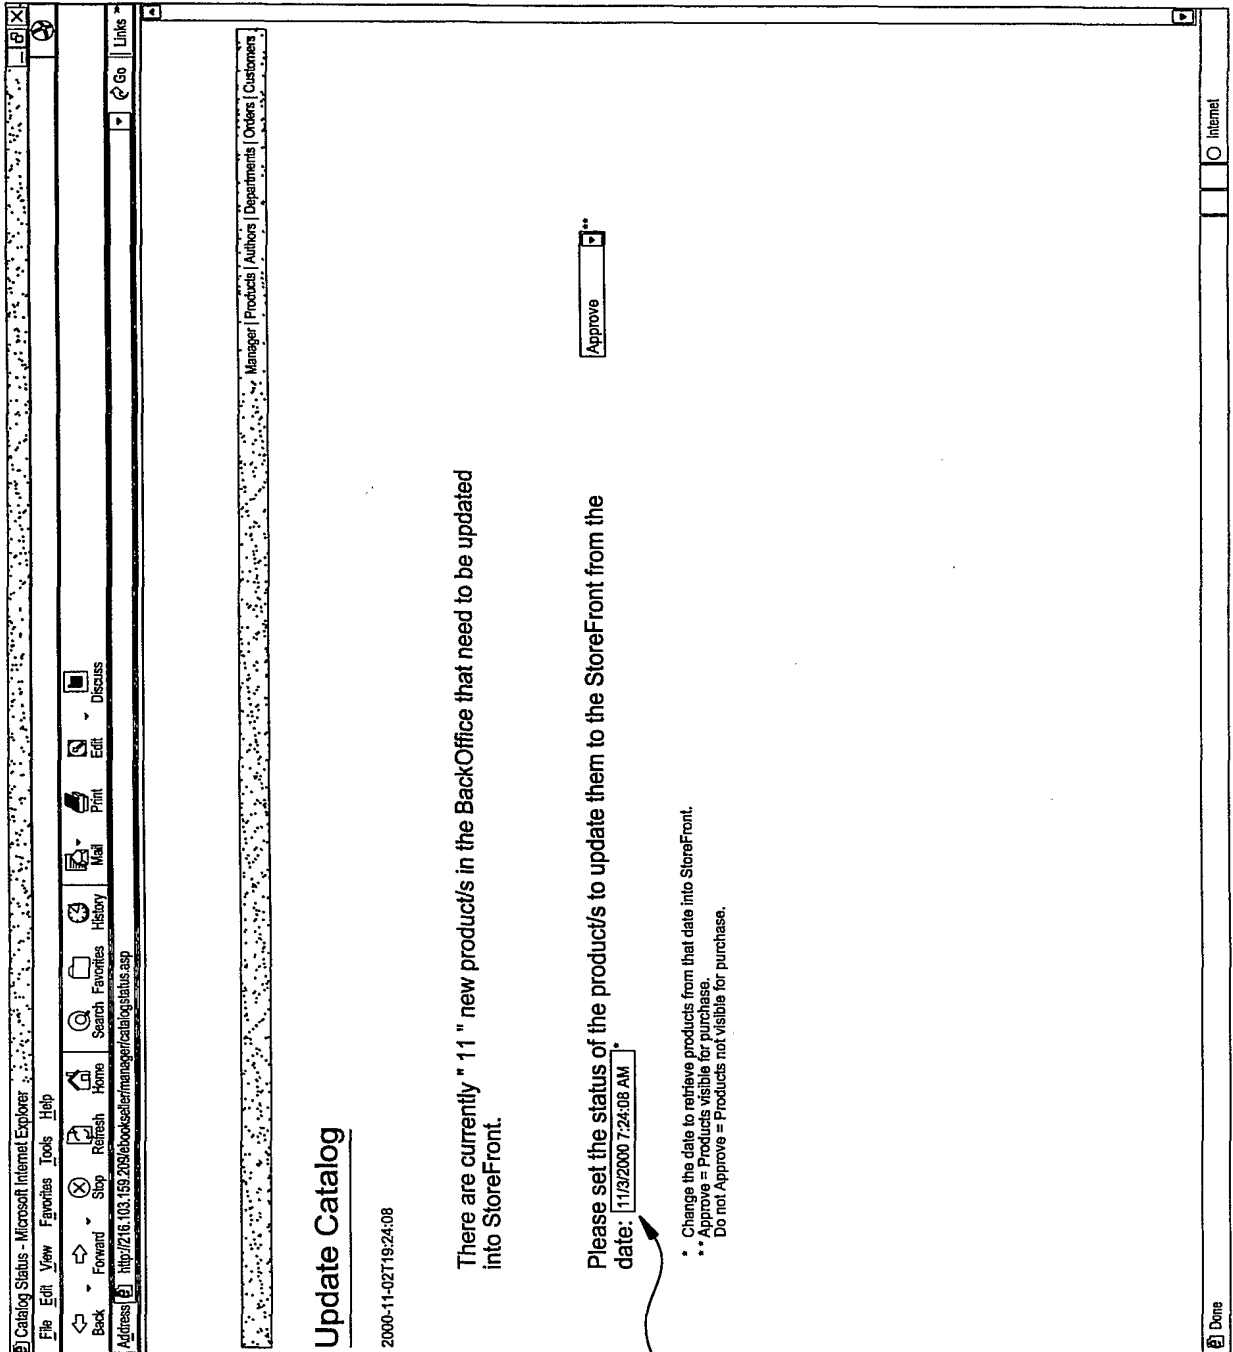 Catalog Status - Microsoft Internet Explorer
File Edit View Favorites Tools Help
Back Forward Stop Refresh Home Search Favorites History Mail Print Edit Discuss
Address http://216.103.159.209/ebookseller/manager/catalogstatus.asp Go Links »
Manager | Products | Authors | Departments | Orders | Customers
Update Catalog
2000-11-02T19:24:08
There are currently " 11 " new product/s in the BackOffice that need to be updated
into StoreFront.
Please set the status of the product/s to update them to the StoreFront from the
date: 11/3/2000 7:24:08 AM * Approve **
* Change the date to retrieve products from that date into StoreFront.
** Approve = Products visible for purchase.
Do not Approve = Products not visible for purchase.
Done Internet